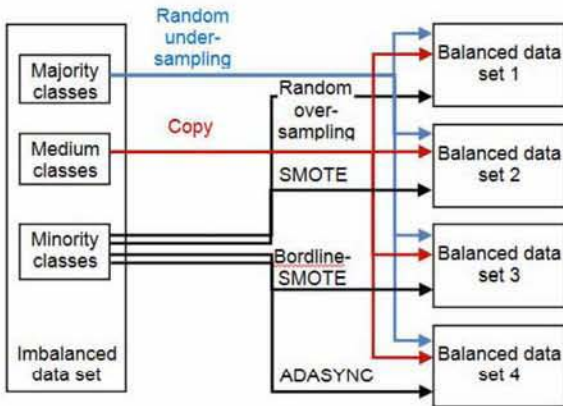 Random
under-
sampling
Majority
classes
Balanced data
set 1
Random
over-
sampling
Copy
Medium
classes
Balanced data
set 2
SMOTE
Minority
classes
Bordline-
SMOTE
Balanced data
set 3
Imbalanced
data set
ADASYNC
Balanced data
set 4